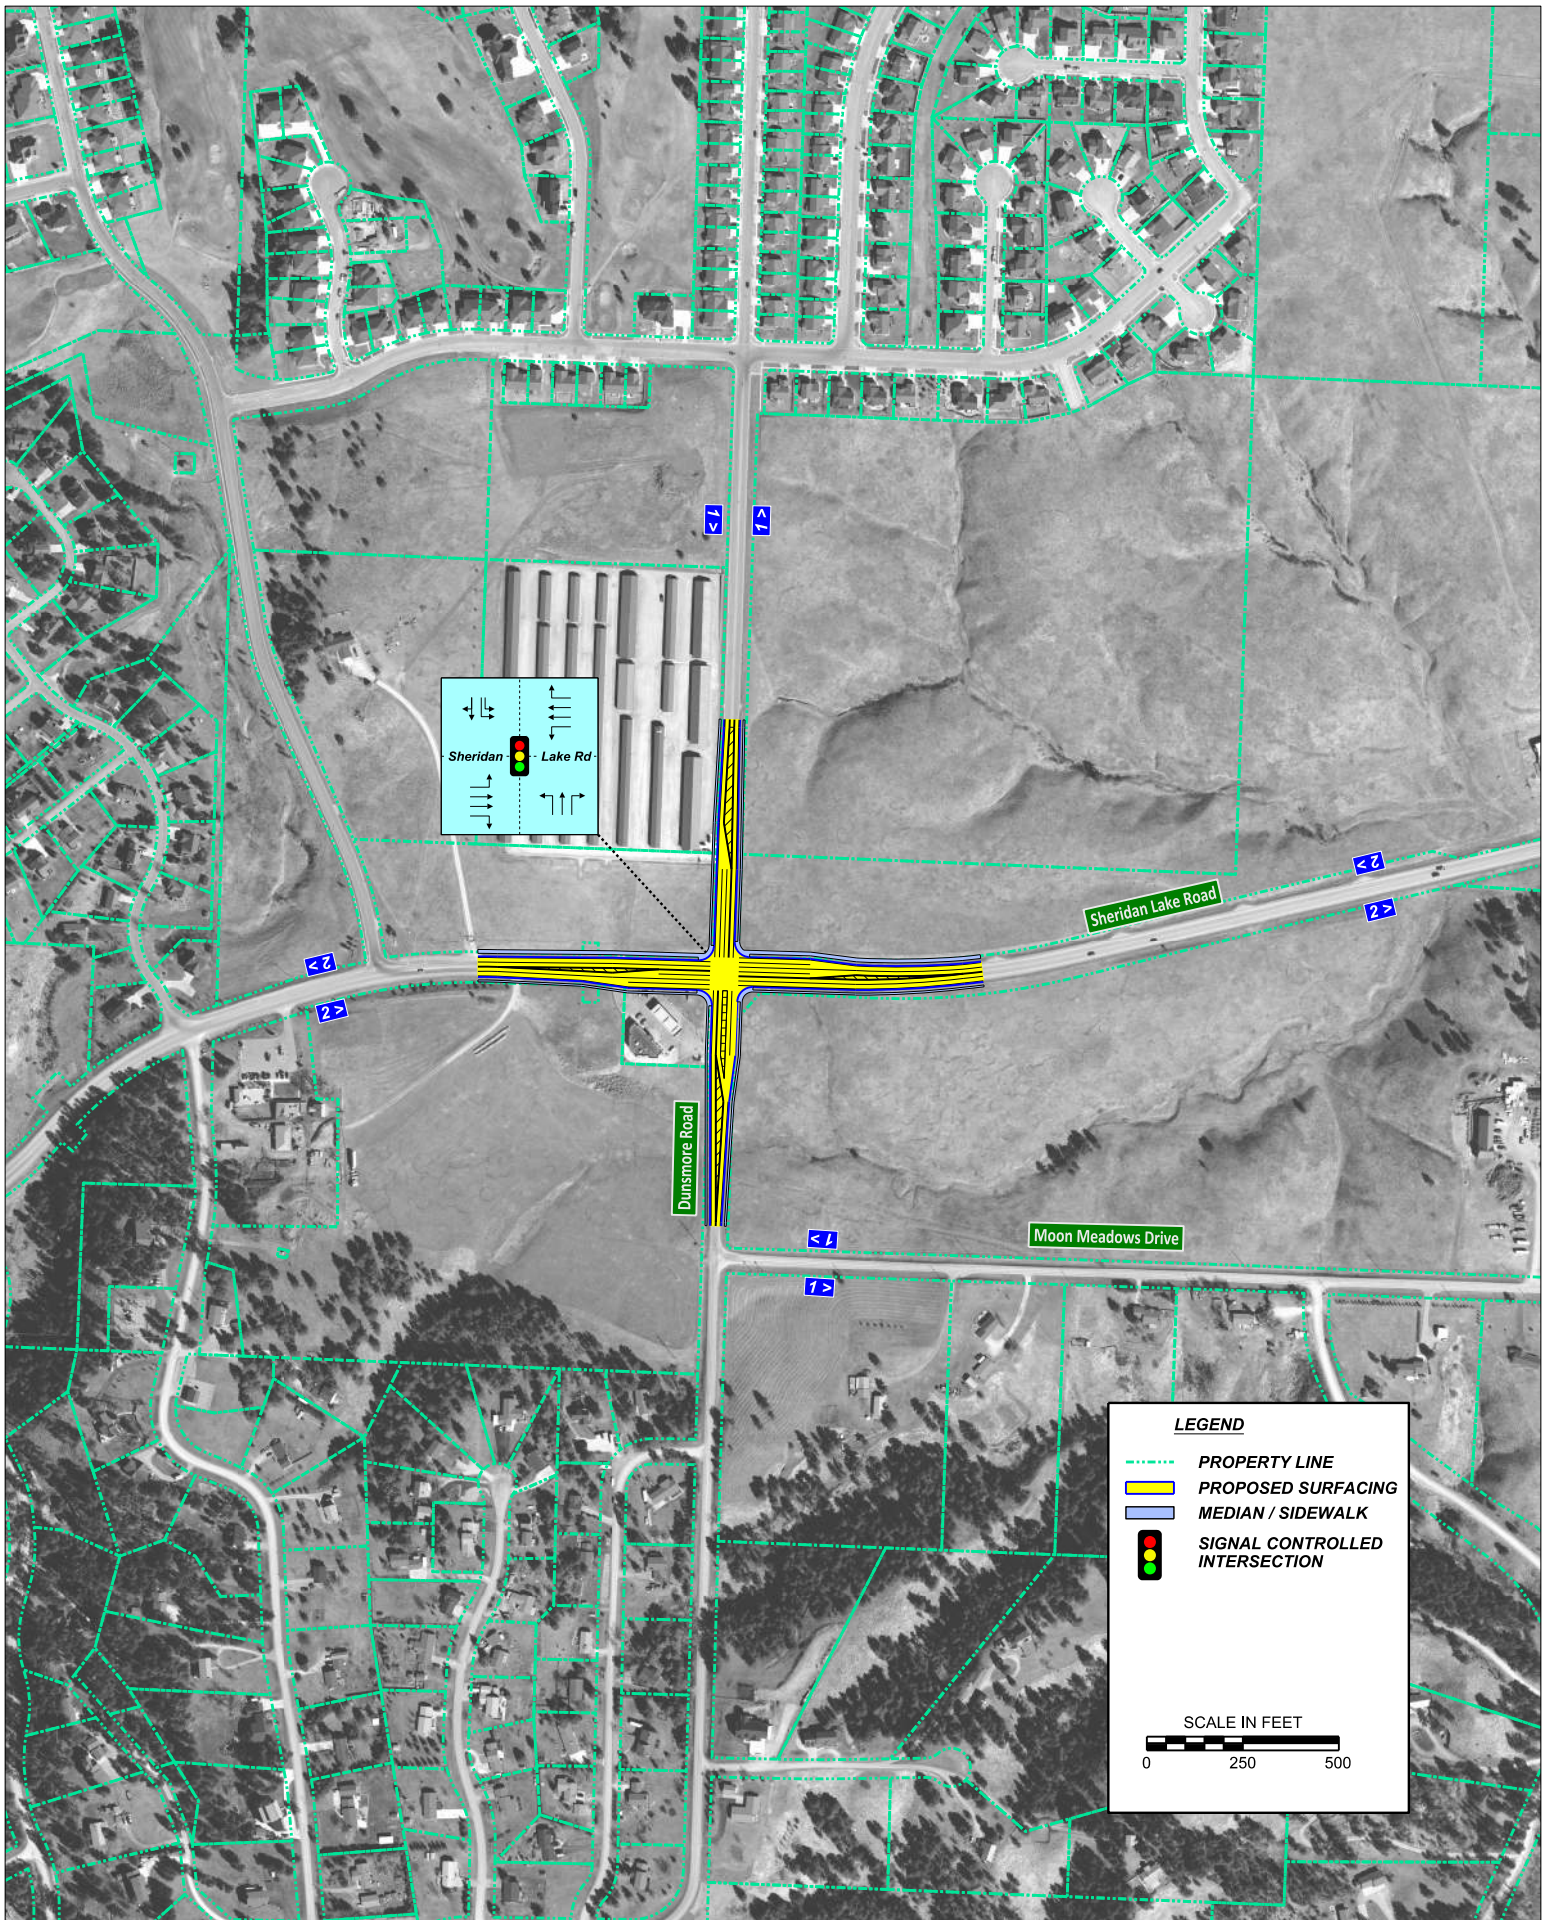 1 >
< 1
Sheridan Lake Rd
Sheridan Lake Road
2 >
2 >
2 >
2 >
Dunsmore Road
Moon Meadows Drive
< 1
1 >
LEGEND
PROPERTY LINE
PROPOSED SURFACING
MEDIAN / SIDEWALK
SIGNAL CONTROLLED
INTERSECTION
SCALE IN FEET
0 250 500